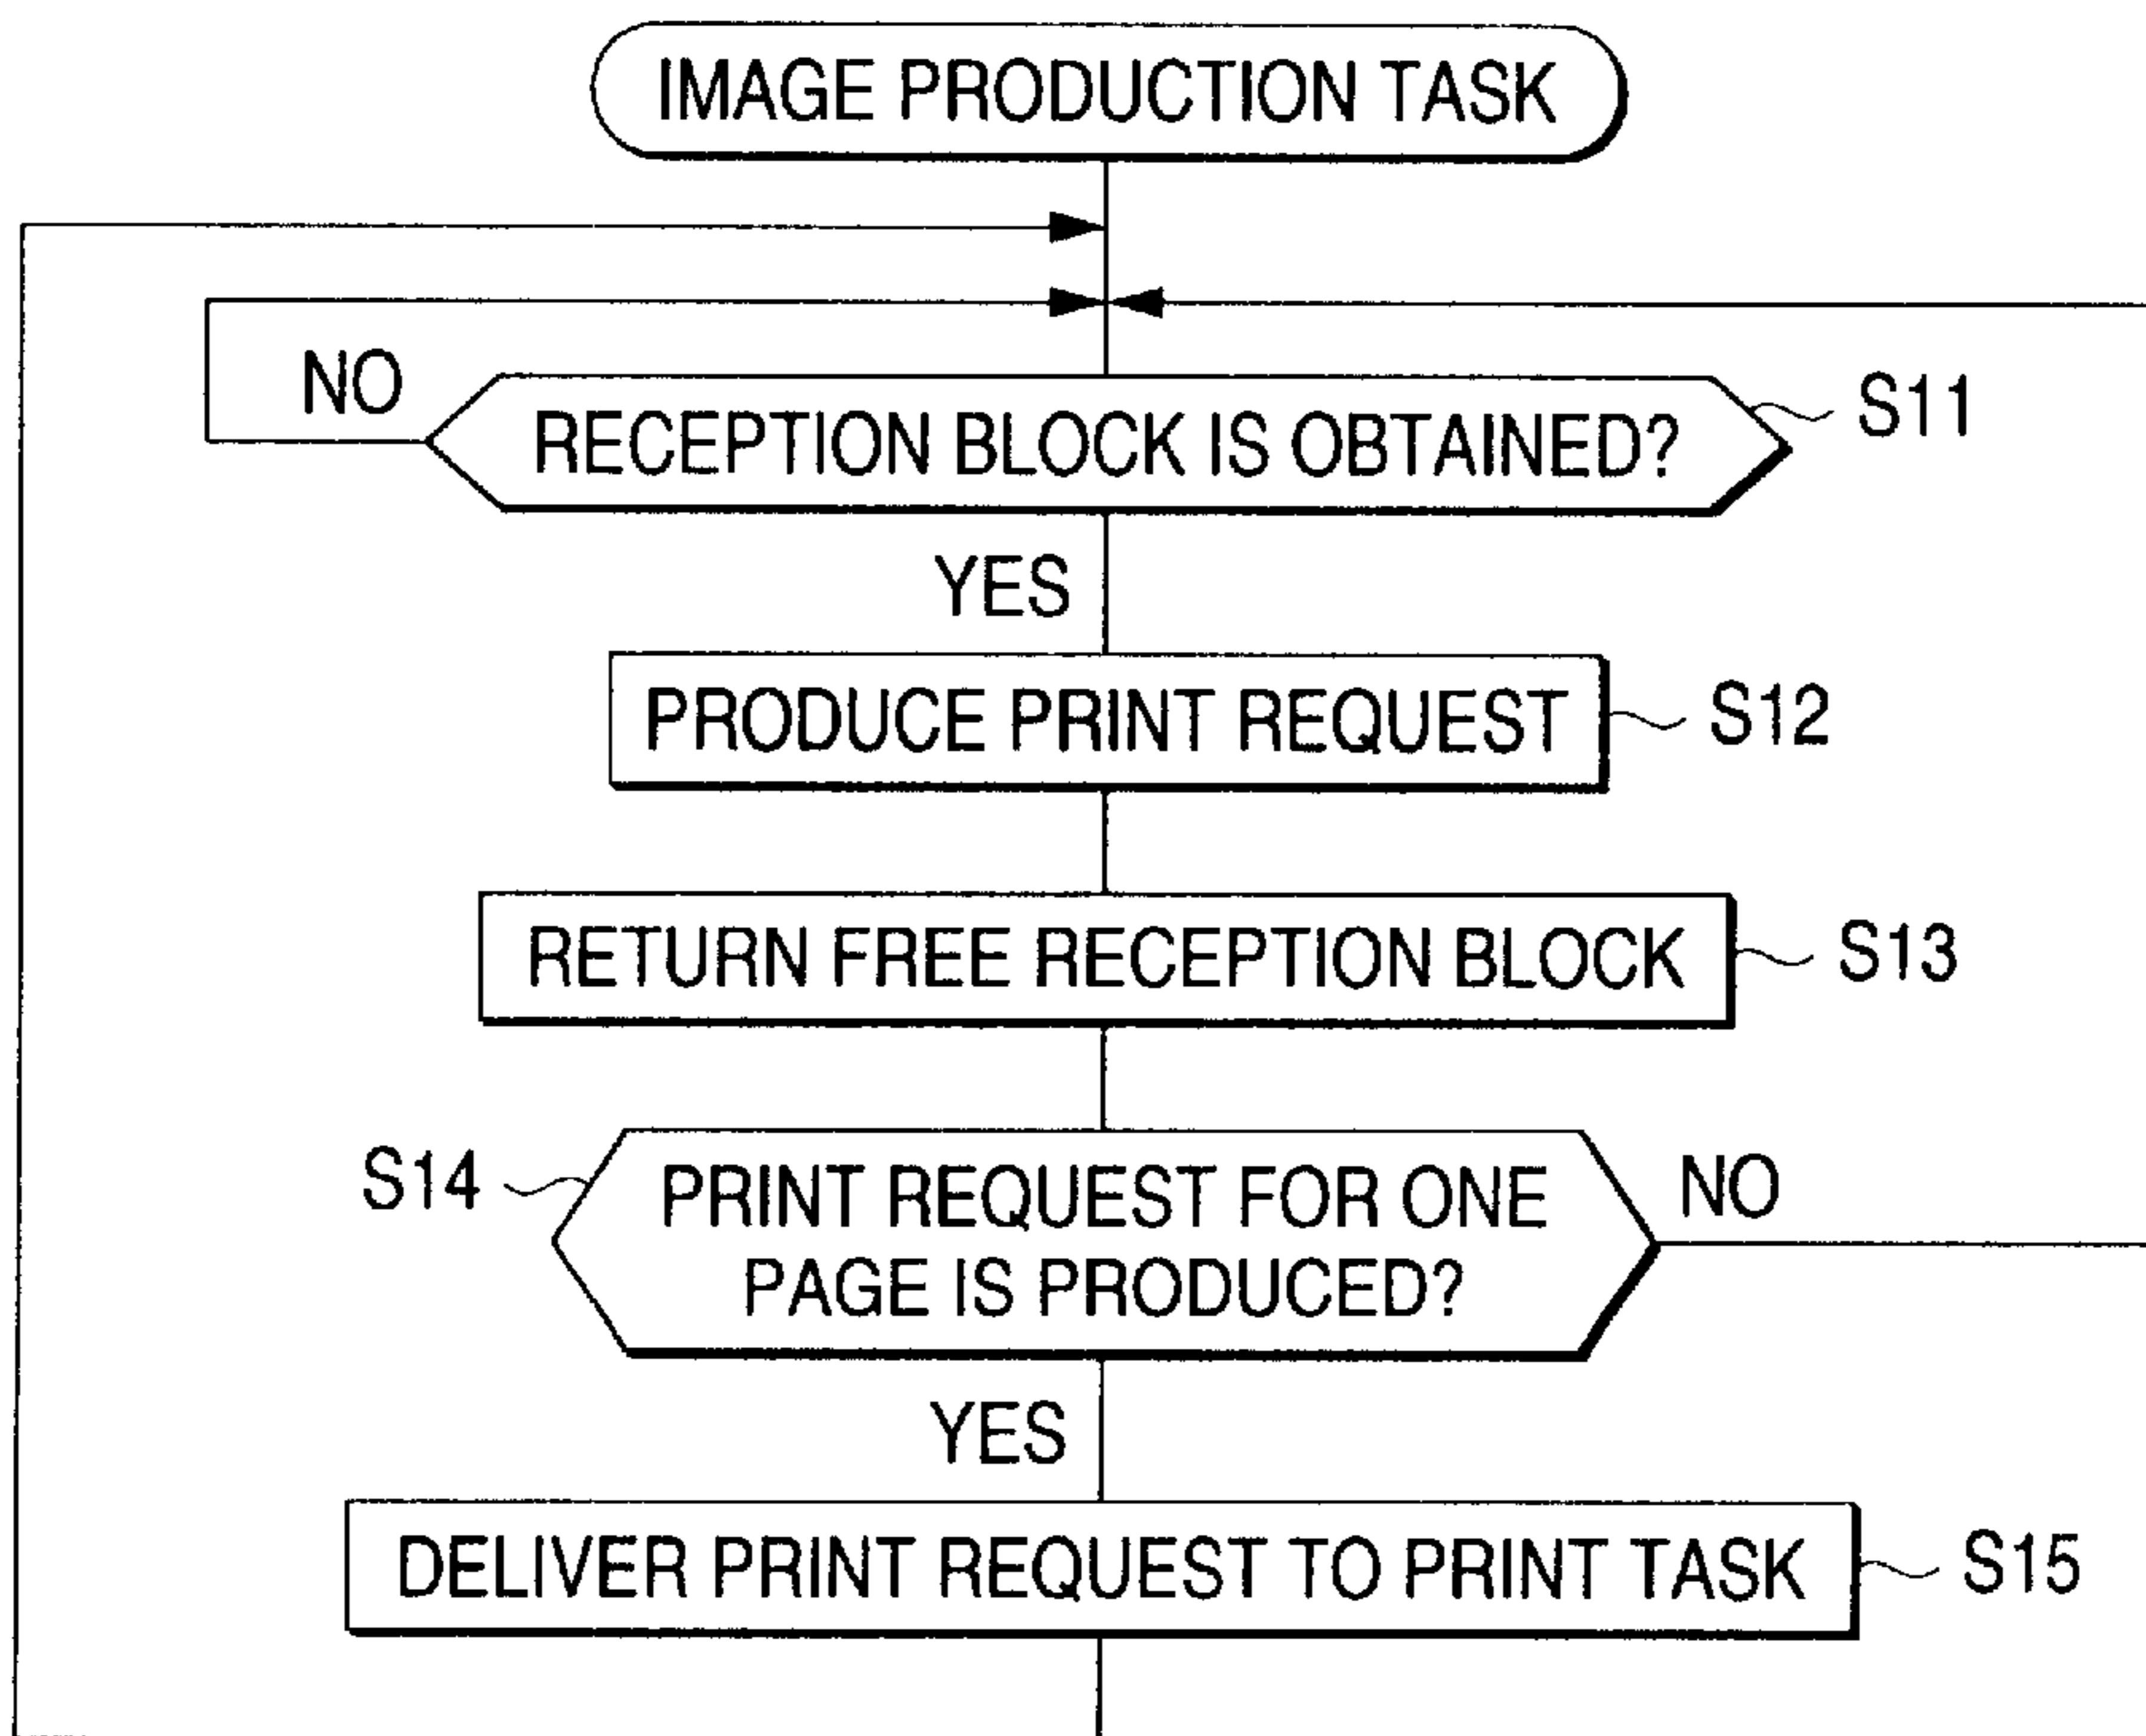 IMAGE PRODUCTION TASK
NO
RECEPTION BLOCK IS OBTAINED?
S11
YES
PRODUCE PRINT REQUEST
S12
RETURN FREE RECEPTION BLOCK
S13
S14
PRINT REQUEST FOR ONE
PAGE IS PRODUCED?
NO
YES
DELIVER PRINT REQUEST TO PRINT TASK
S15